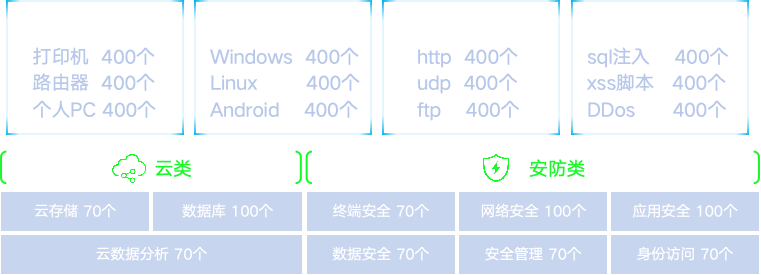 打印机 400个
路由器 400个
个人PC 400个
Windows 400个
Linux 400个
Android 400个
http 400个
udp 400个
ftp 400个
sql注入 400个
xss脚本 400个
DDos 400个
云类
安防类
云存储 70个
数据库 100个
终端安全 70个
网络安全 100个
应用安全 100个
云数据分析 70个
数据安全 70个
安全管理 70个
身份访问 70个